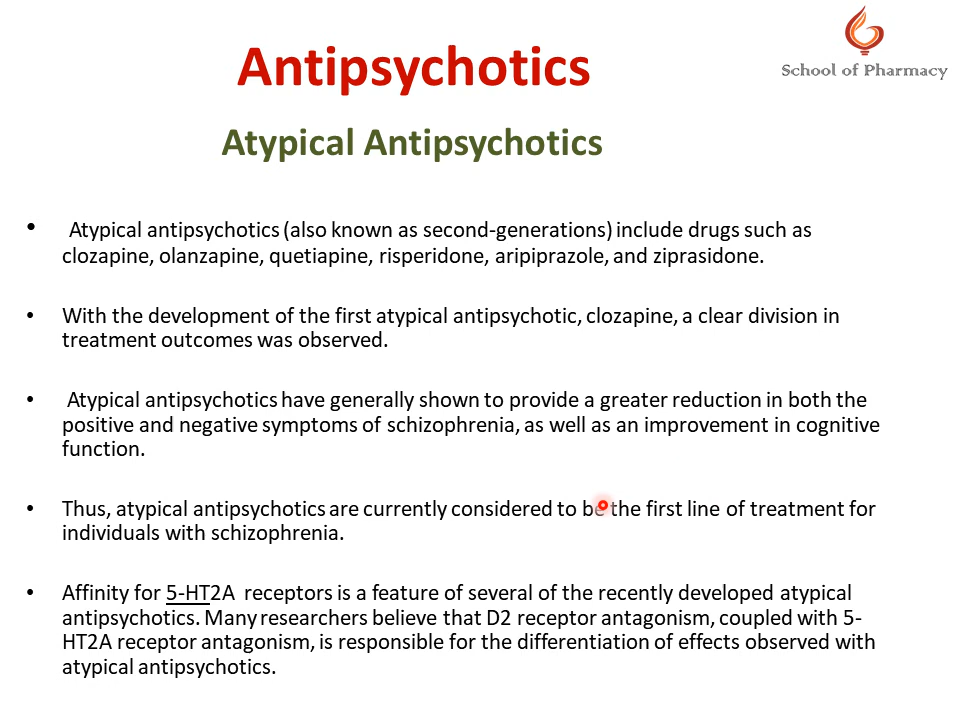 School of Pharmacy
Antipsychotics
Atypical Antipsychotics
• Atypical antipsychotics (also known as second-generations) include drugs such as
clozapine, olanzapine, quetiapine, risperidone, aripiprazole, and ziprasidone.
• With the development of the first atypical antipsychotic, clozapine, a clear division in
treatment outcomes was observed.
• Atypical antipsychotics have generally shown to provide a greater reduction in both the
positive and negative symptoms of schizophrenia, as well as an improvement in cognitive
function.
• Thus, atypical antipsychotics are currently considered to be the first line of treatment for
individuals with schizophrenia.
• Affinity for 5-HT2A receptors is a feature of several of the recently developed atypical
antipsychotics. Many researchers believe that D2 receptor antagonism, coupled with 5-
HT2A receptor antagonism, is responsible for the differentiation of effects observed with
atypical antipsychotics.